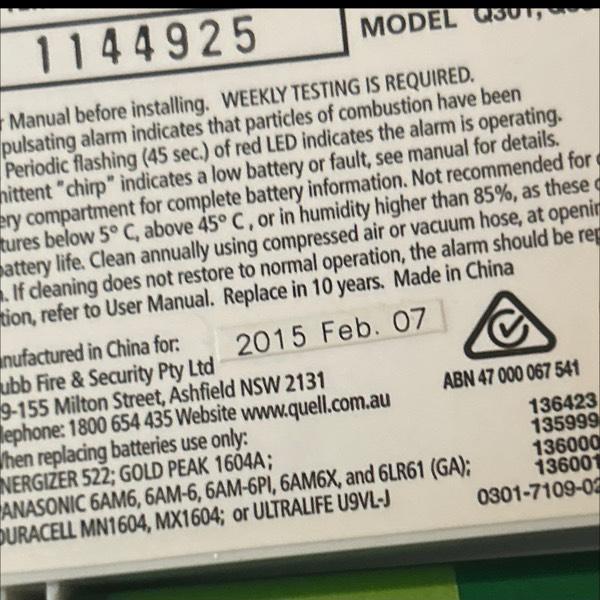 1144925
MODEL Q301,
Manual before installing. WEEKLY TESTING IS REQUIRED.
pulsating alarm indicates that particles of combustion have been
Periodic flashing (45 sec.) of red LED indicates the alarm is operating.
mittent "chirp" indicates a low battery or fault, see manual for details.
ery compartment for complete battery information. Not recommended for
tures below 5° C, above 45° C, or in humidity higher than 85%, as these
battery life. Clean annually using compressed air or vacuum hose, at openin
. If cleaning does not restore to normal operation, the alarm should be rep
tion, refer to User Manual. Replace in 10 years. Made in China
anufactured in China for:
2015 Feb. 07
ubb Fire & Security Pty Ltd
9-155 Milton Street, Ashfield NSW 2131
ABN 47 000 067 541
lephone: 1800 654 435 Website www.quell.com.au
136423
When replacing batteries use only:
135999
NERGIZER 522; GOLD PEAK 1604A;
136000
PANASONIC 6AM6, 6AM-6, 6AM-6PI, 6AM6X, and 6LR61 (GA);
136001
DURACELL MN1604, MX1604; or ULTRALIFE U9VL-J
0301-7109-02